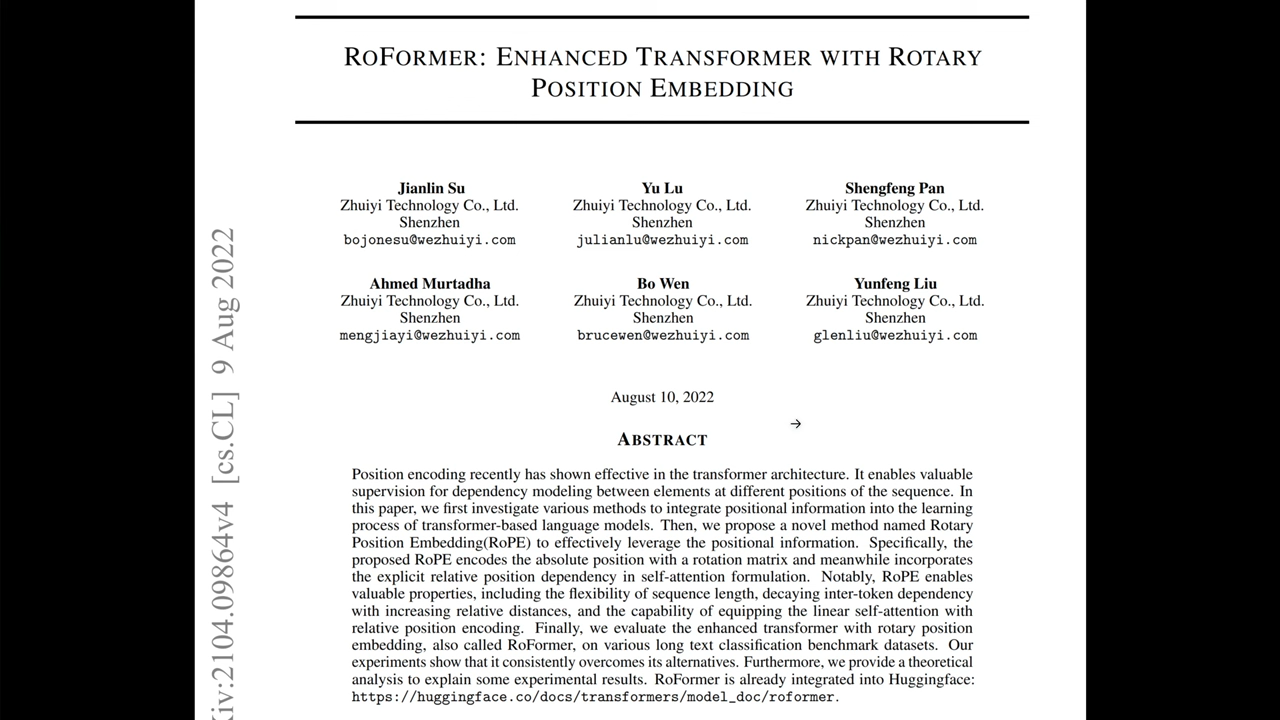 ROFORMER: ENHANCED TRANSFORMER WITH ROTARY
POSITION EMBEDDING
Jianlin Su
Zhuiyi Technology Co., Ltd.
Shenzhen
bojonesu@wezhuiyi.com
Yu Lu
Zhuiyi Technology Co., Ltd.
Shenzhen
julianlu@wezhuiyi.com
Shengfeng Pan
Zhuiyi Technology Co., Ltd.
Shenzhen
nickpan@wezhuiyi.com
Ahmed Murtadha
Zhuiyi Technology Co., Ltd.
Shenzhen
mengjiayi@wezhuiyi.com
Bo Wen
Zhuiyi Technology Co., Ltd.
Shenzhen
brucewen@wezhuiyi.com
Yunfeng Liu
Zhuiyi Technology Co., Ltd.
Shenzhen
glenliu@wezhuiyi.com
August 10, 2022
ABSTRACT
Position encoding recently has shown effective in the transformer architecture. It enables valuable
supervision for dependency modeling between elements at different positions of the sequence. In
this paper, we first investigate various methods to integrate positional information into the learning
process of transformer-based language models. Then, we propose a novel method named Rotary
Position Embedding(RoPE) to effectively leverage the positional information. Specifically, the
proposed RoPE encodes the absolute position with a rotation matrix and meanwhile incorporates
the explicit relative position dependency in self-attention formulation. Notably, RoPE enables
valuable properties, including the flexibility of sequence length, decaying inter-token dependency
with increasing relative distances, and the capability of equipping the linear self-attention with
relative position encoding. Finally, we evaluate the enhanced transformer with rotary position
embedding, also called RoFormer, on various long text classification benchmark datasets. Our
experiments show that it consistently overcomes its alternatives. Furthermore, we provide a theoretical
analysis to explain some experimental results. RoFormer is already integrated into Huggingface:
https://huggingface.co/docs/transformers/model_doc/roformer.
Xiv:2104.09864v4 [cs.CL] 9 Aug 2022